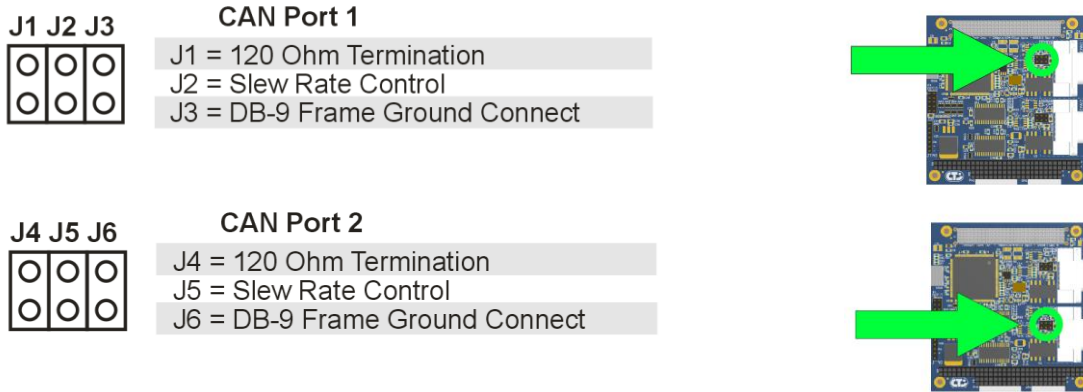 J1 J2 J3
CAN Port 1
J1 = 120 Ohm Termination
J2 = Slew Rate Control
J3 = DB-9 Frame Ground Connect
J4 J5 J6
CAN Port 2
J4 = 120 Ohm Termination
J5 = Slew Rate Control
J6 = DB-9 Frame Ground Connect